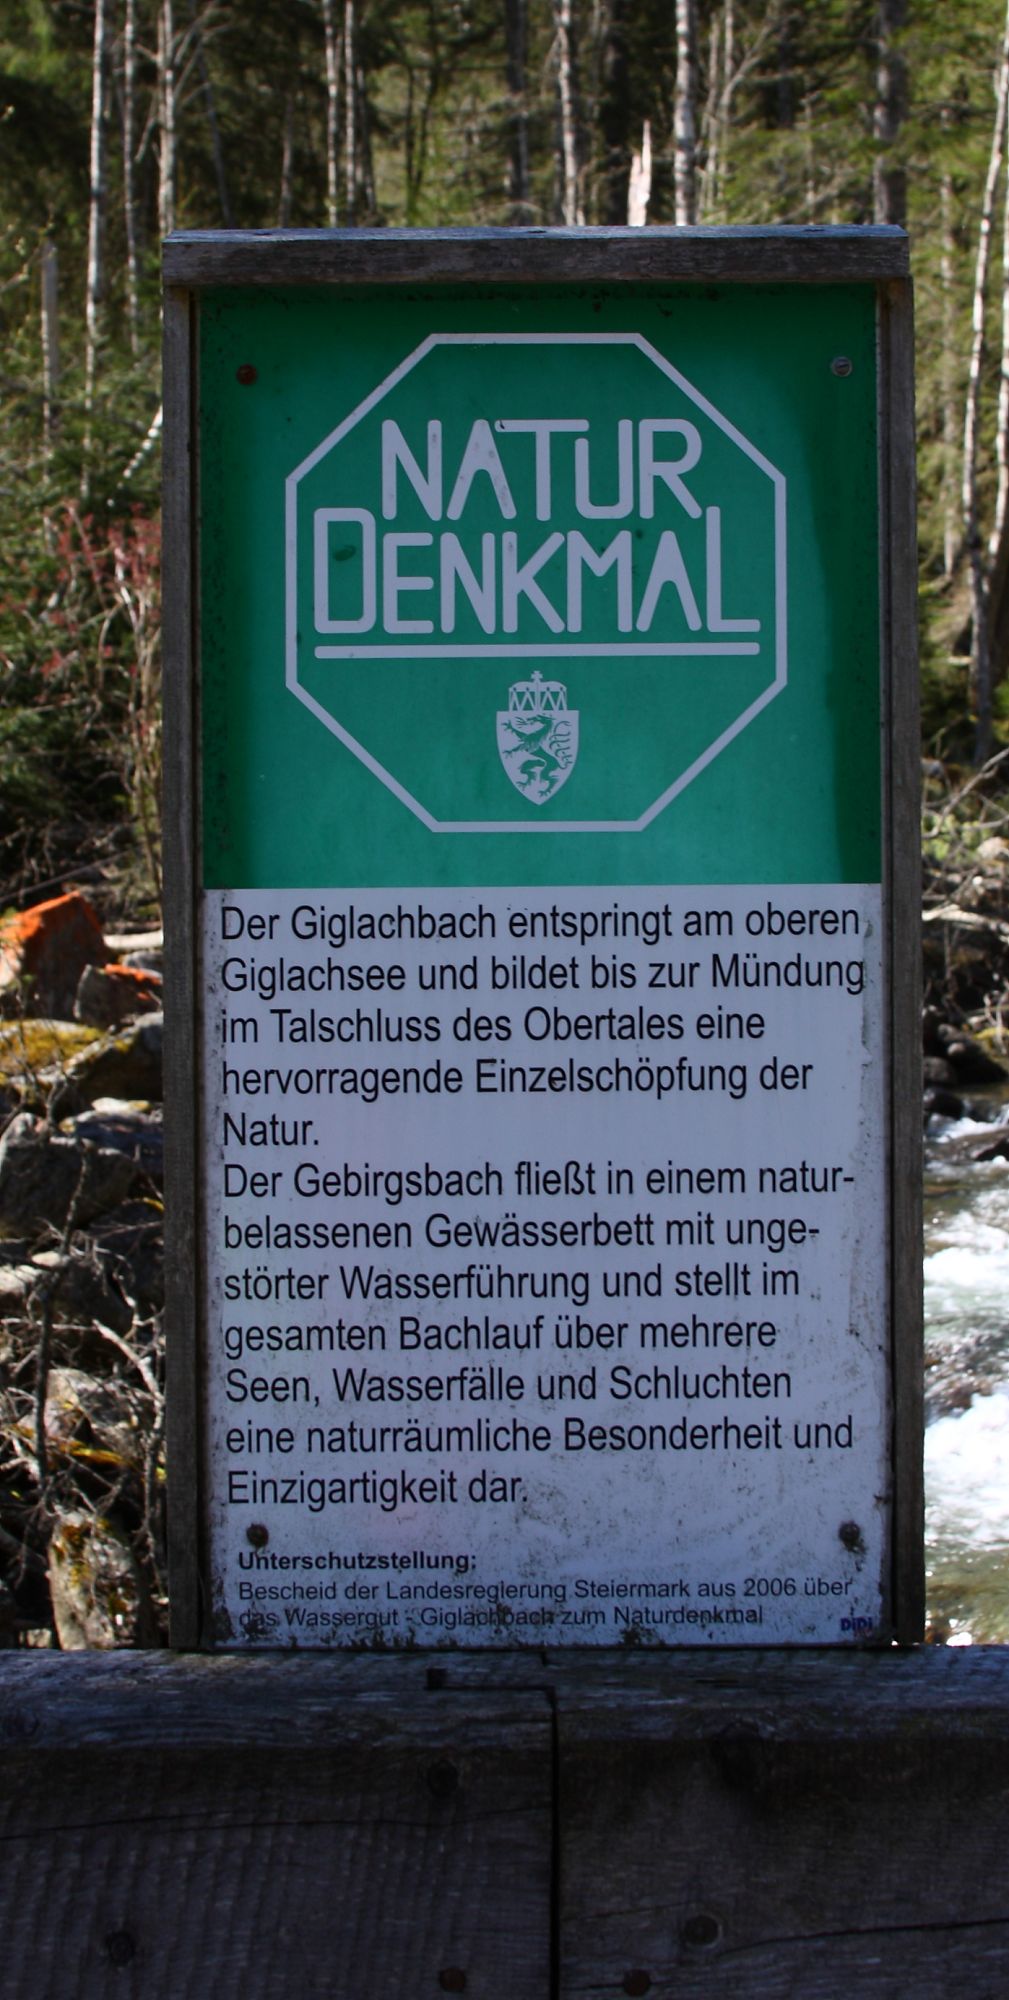 NATUR
DENKMAL
Der Giglachbach entspringt am oberen
Giglachsee und bildet bis zur Mündung
im Talschluss des Obertales eine
hervorragende Einzelschöpfung der
Natur.
Der Gebirgsbach fließt in einem natur-
belassenen Gewässerbett mit unge-
störter Wasserführung und stellt im
gesamten Bachlauf über mehrere
Seen, Wasserfälle und Schluchten
eine naturräumliche Besonderheit und
Einzigartigkeit dar.
Unterschutzstellung:
Bescheid der Landesregierung Steiermark aus 2006 über
das Wassergut - Giglachbach zum Naturdenkmal
DiDi